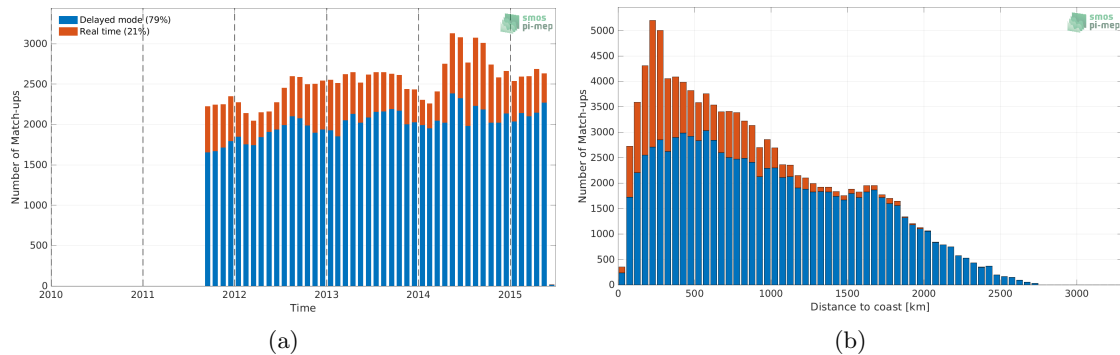 Delayed mode (79%)
Real time (21%)
smos
pi-mep
Number of Match-ups
3000
2500
2000
1500
1000
500
0
2010 2011 2012 2013 2014 2015
Time
(a)
smos
pi-mep
Number of Match-ups
5000
4500
4000
3500
3000
2500
2000
1500
1000
500
0
0 500 1000 1500 2000 2500 3000
Distance to coast [km]
(b)